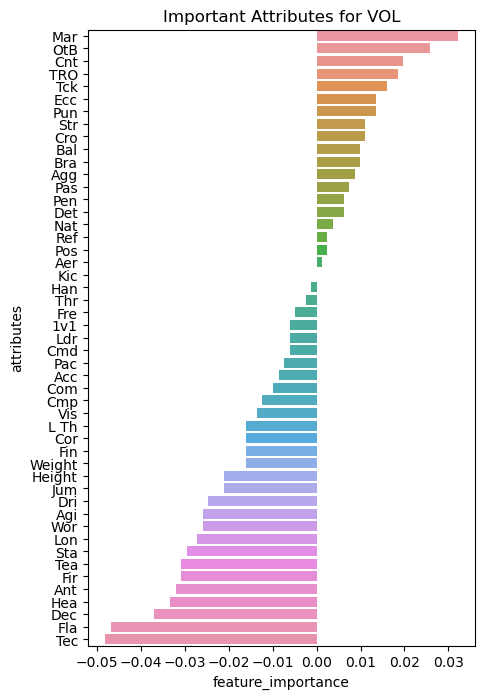 Important Attributes for VOL
Mar
OtB
Cnt
TRO
Tck
Ecc
Pun
Str
Cro
Bal
Bra
Agg
Pas
Pen
Det
Nat
Ref
Pos
Aer
Kic
Han
Thr
Fre
1v1
Ldr
Cmd
Pac
Acc
Com
Cmp
Vis
L Th
Cor
Fin
Weight
Height
Jum
Dri
Agi
Wor
Lon
Sta
Tea
Fir
Ant
Hea
Dec
Fla
Tec
attributes
−0.05 −0.04 −0.03 −0.02 −0.01 0.00 0.01 0.02 0.03
feature_importance